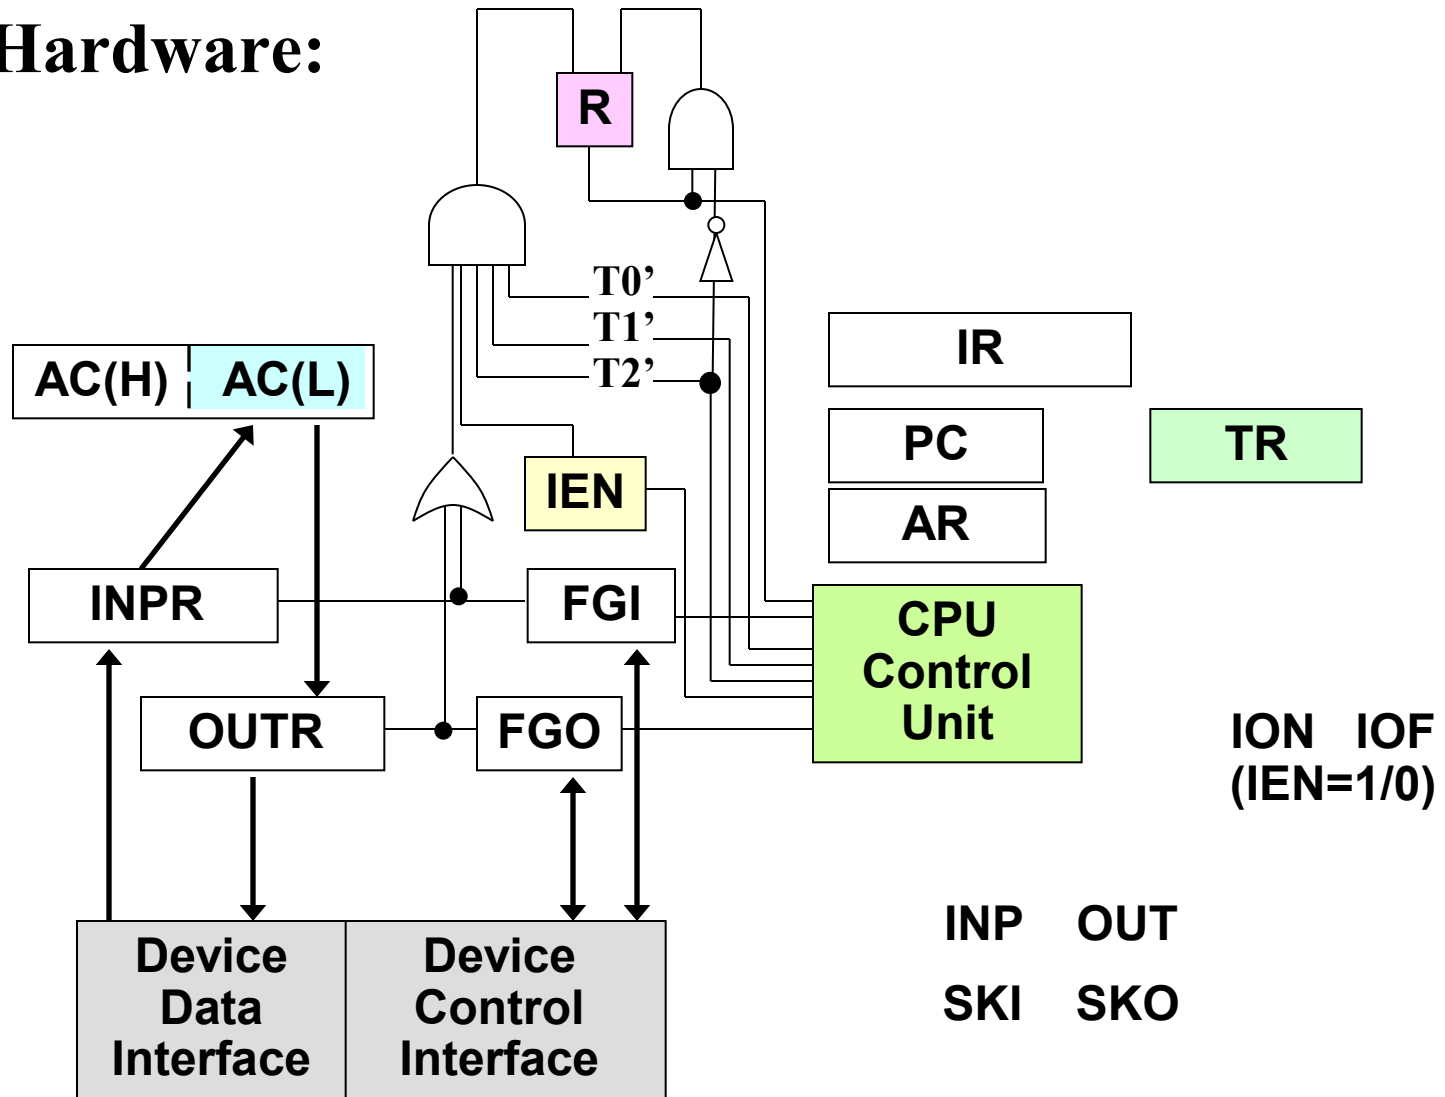 Hardware:
R
T0’
T1’
T2’
IR
AC(H) AC(L)
PC
TR
IEN
AR
INPR
FGI
CPU
Control
Unit
OUTR
FGO
ION IOF
(IEN=1/0)
INP OUT
SKI SKO
Device
Data
Interface
Device
Control
Interface